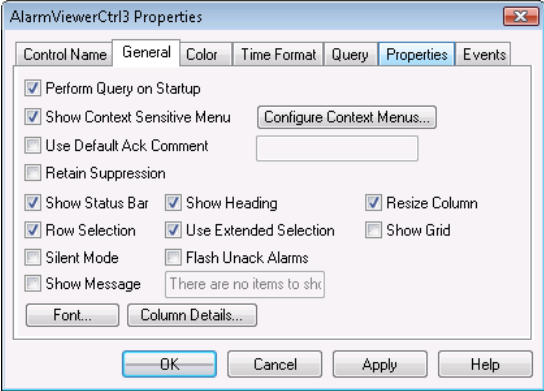 AlarmViewerCtrl3 Properties
Control Name General Color Time Format Query Properties Events
Perform Query on Startup
Show Context Sensitive Menu Configure Context Menus...
Use Default Ack Comment
Retain Suppression
Show Status Bar Show Heading Resize Column
Row Selection Use Extended Selection Show Grid
Silent Mode Flash Unack Alarms
Show Message There are no items to sho
Font... Column Details...
OK Cancel Apply Help